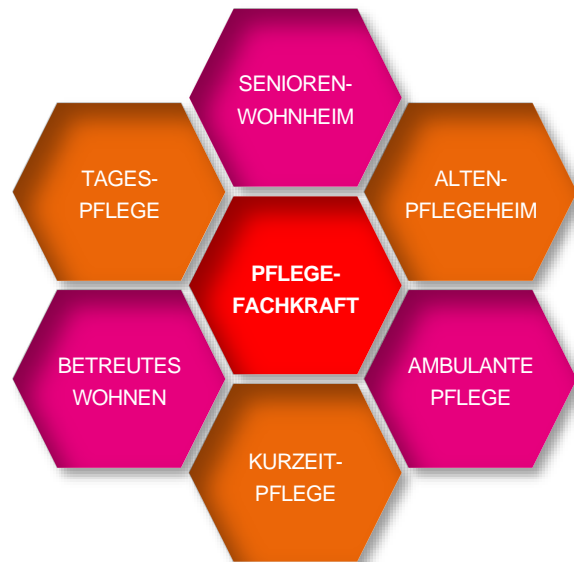 SENIOREN-
WOHNHEIM
TAGES-
PFLEGE
ALTEN-
PFLEGEHEIM
PFLEGE-
FACHKRAFT
BETREUTES
WOHNEN
AMBULANTE
PFLEGE
KURZEIT-
PFLEGE